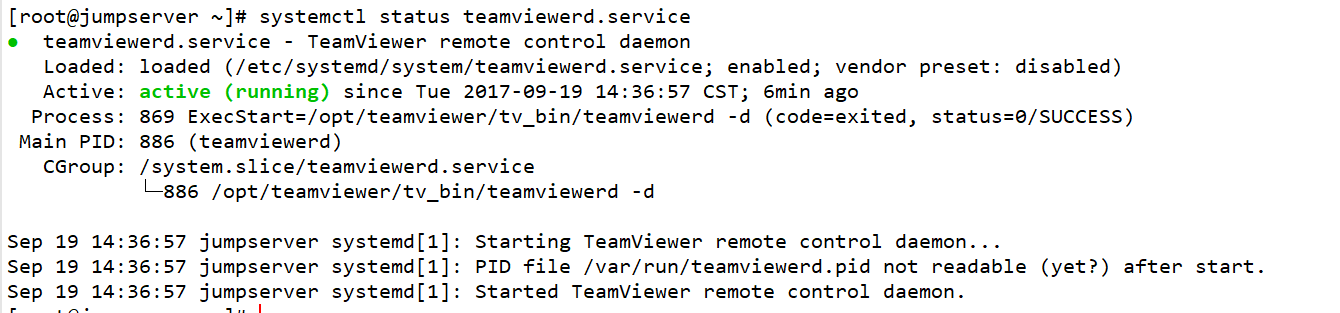 [root@jumpserver ~]# systemctl status teamviewerd.service
● teamviewerd.service - TeamViewer remote control daemon
   Loaded: loaded (/etc/systemd/system/teamviewerd.service; enabled; vendor preset: disabled)
   Active: active (running) since Tue 2017-09-19 14:36:57 CST; 6min ago
  Process: 869 ExecStart=/opt/teamviewer/tv_bin/teamviewerd -d (code=exited, status=0/SUCCESS)
 Main PID: 886 (teamviewerd)
   CGroup: /system.slice/teamviewerd.service
           └─886 /opt/teamviewer/tv_bin/teamviewerd -d

Sep 19 14:36:57 jumpserver systemd[1]: Starting TeamViewer remote control daemon...
Sep 19 14:36:57 jumpserver systemd[1]: PID file /var/run/teamviewerd.pid not readable (yet?) after start.
Sep 19 14:36:57 jumpserver systemd[1]: Started TeamViewer remote control daemon.